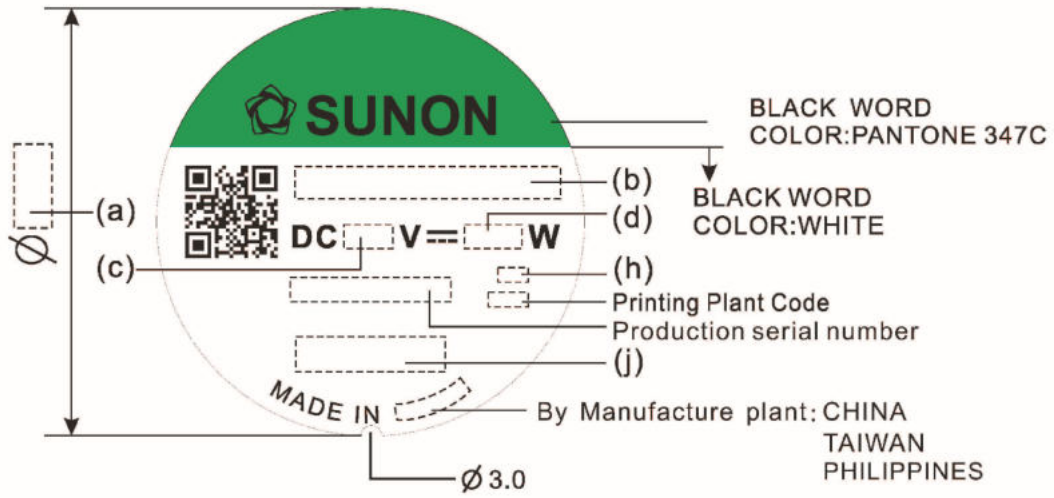 SUNON
BLACK WORD
COLOR:PANTONE 347C
(b)
BLACK WORD
COLOR:WHITE
(a)
(d)
DC V W
Ø
(c)
(h)
Printing Plant Code
Production serial number
(j)
MADE IN
By Manufacture plant: CHINA
TAIWAN
PHILIPPINES
Ø 3.0